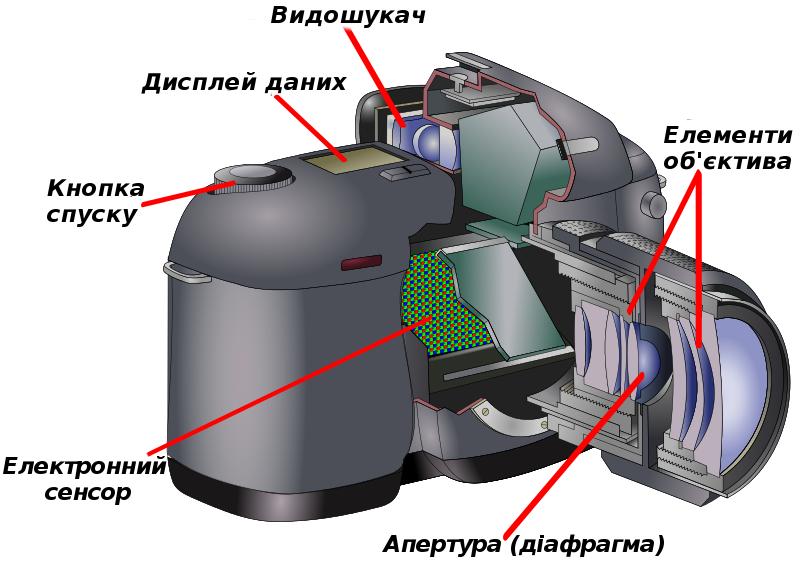 Видошукач
Дисплей даних
Елементи
об'єктива
Кнопка
спуску
Електронний
сенсор
Апертура (діафрагма)